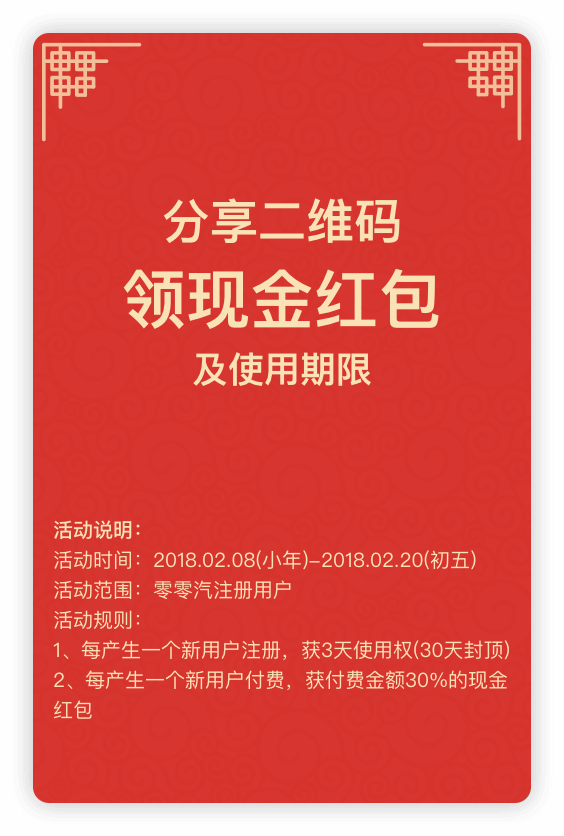 分享二维码
领现金红包
及使用期限
活动说明：
活动时间：2018.02.08(小年)-2018.02.20(初五)
活动范围：零零汽注册用户
活动规则：
1、每产生一个新用户注册，获3天使用权(30天封顶)
2、每产生一个新用户付费，获付费金额30%的现金
红包